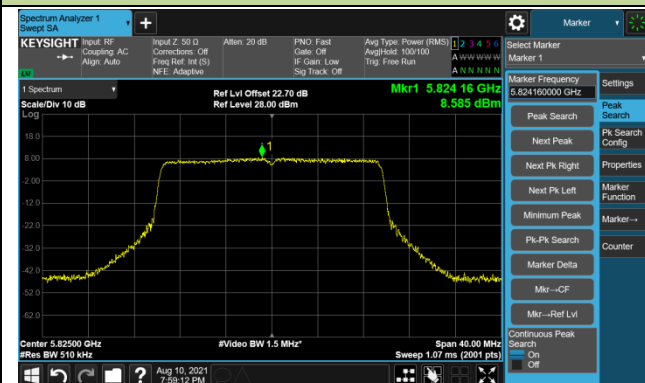 Spectrum Analyzer 1
Swept SA
+
Marker
KEYSIGHT
Input: RF
Coupling: AC
Align: Auto
Input Z: 50 Ω
Corrections: Off
Freq Ref: Int (S)
NFE: Adaptive
Atten: 20 dB
PNO: Fast
Gate: Off
IF Gain: Low
Sig Track: Off
Avg Type: Power (RMS)
Avg|Hold: 100/100
Trig: Free Run
1 2 3 4 5 6
A W W W W W
A N N N N N
Select Marker
Marker 1
1 Spectrum
Scale/Div 10 dB
Log
Ref Lvl Offset 22.70 dB
Ref Level 28.00 dBm
Mkr1 5.824 16 GHz
8.585 dBm
18.0
8.00
-2.00
-12.0
-22.0
-32.0
-42.0
-52.0
-62.0
1
Center 5.82500 GHz
#Res BW 510 kHz
#Video BW 1.5 MHz*
Span 40.00 MHz
Sweep 1.07 ms (2001 pts)
Marker Frequency
5.824160000 GHz
Peak Search
Next Peak
Next Pk Right
Next Pk Left
Minimum Peak
Pk-Pk Search
Marker Delta
Mkr→CF
Mkr→Ref Lvl
Continuous Peak
Search
On
Off
Settings
Peak
Search
Pk Search
Config
Properties
Marker
Function
Marker→
Counter
?
Aug 10, 2021
7:59:12 PM